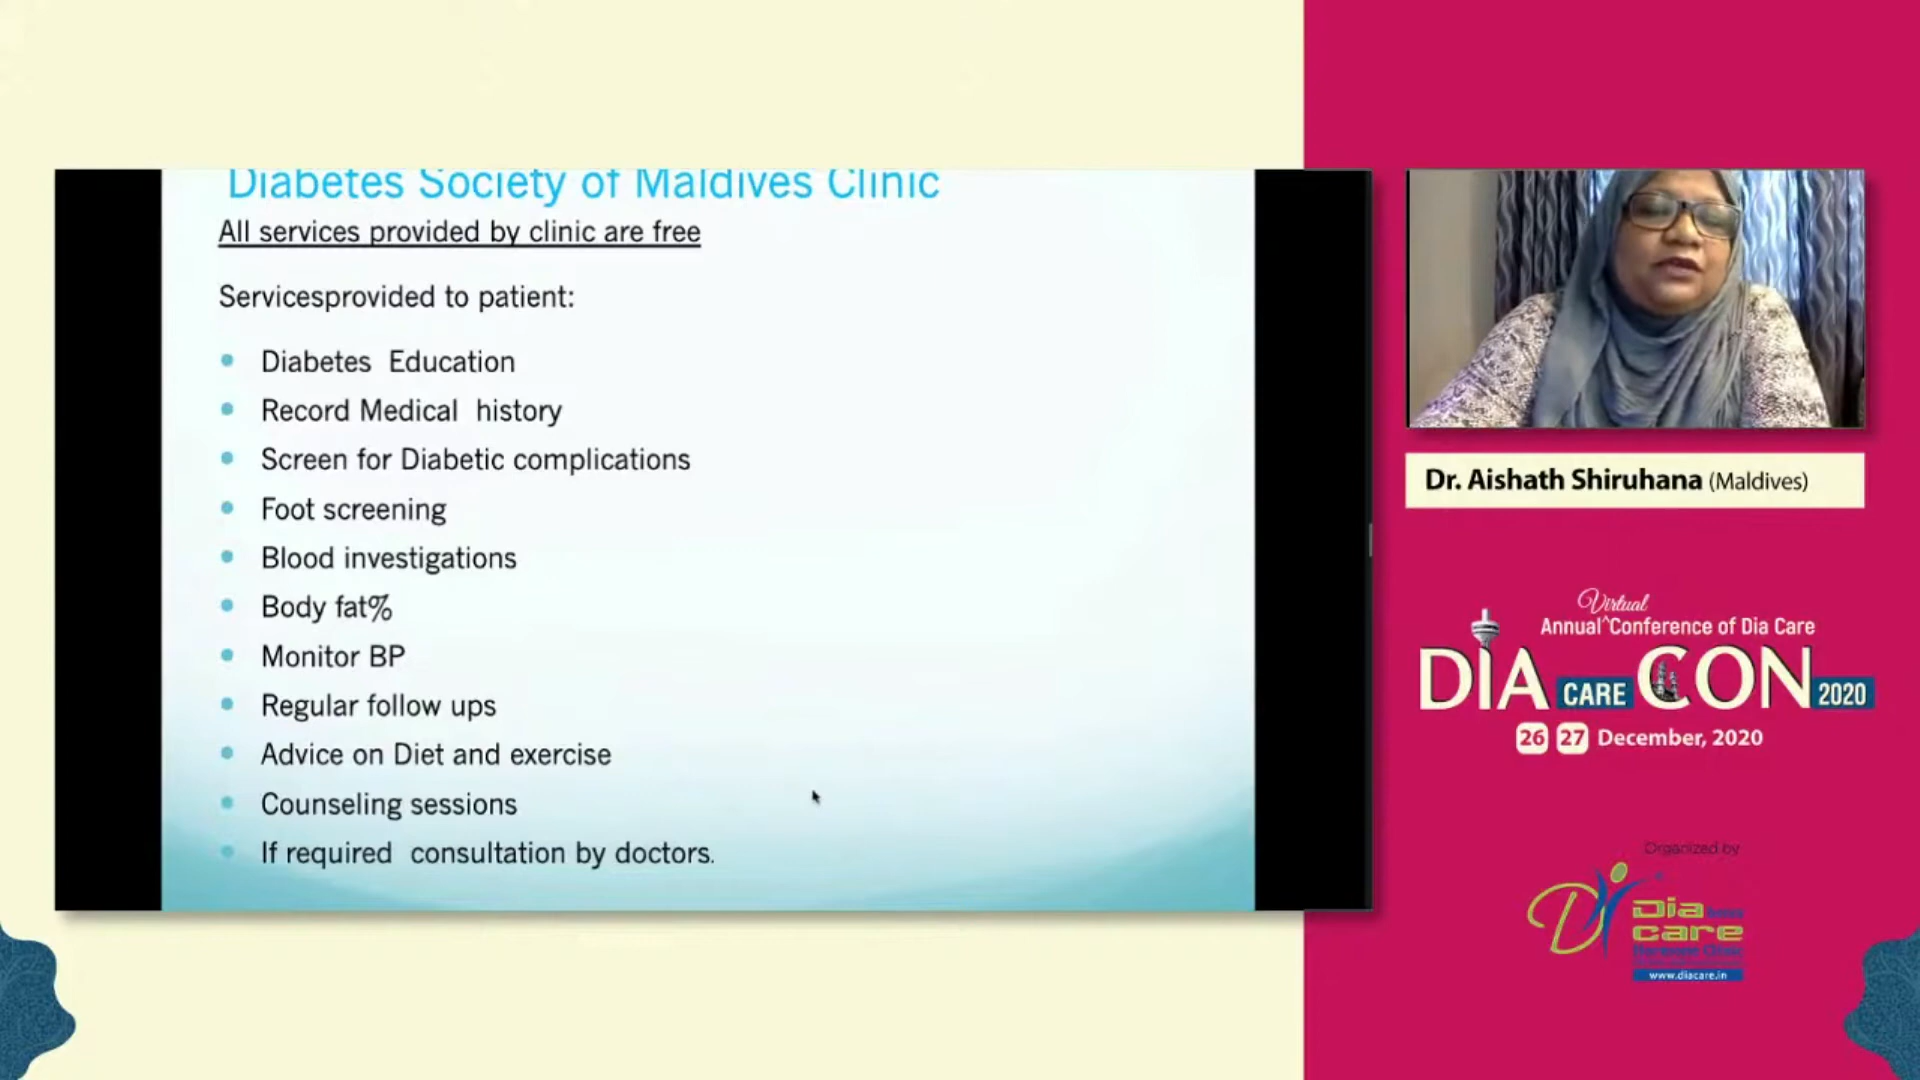 Diabetes Society of Maldives Clinic
All services provided by clinic are free
Servicesprovided to patient:
Diabetes Education
Record Medical history
Screen for Diabetic complications
Foot screening
Blood investigations
Body fat%
Monitor BP
Regular follow ups
Advice on Diet and exercise
Counseling sessions
If required consultation by doctors.
Dr. Aishath Shiruhana (Maldives)
Virtual
Annual^Conference of Dia Care
DIA CARE CON 2020
26 27 December, 2020
Organized by
Dia
care
www.diacare.in